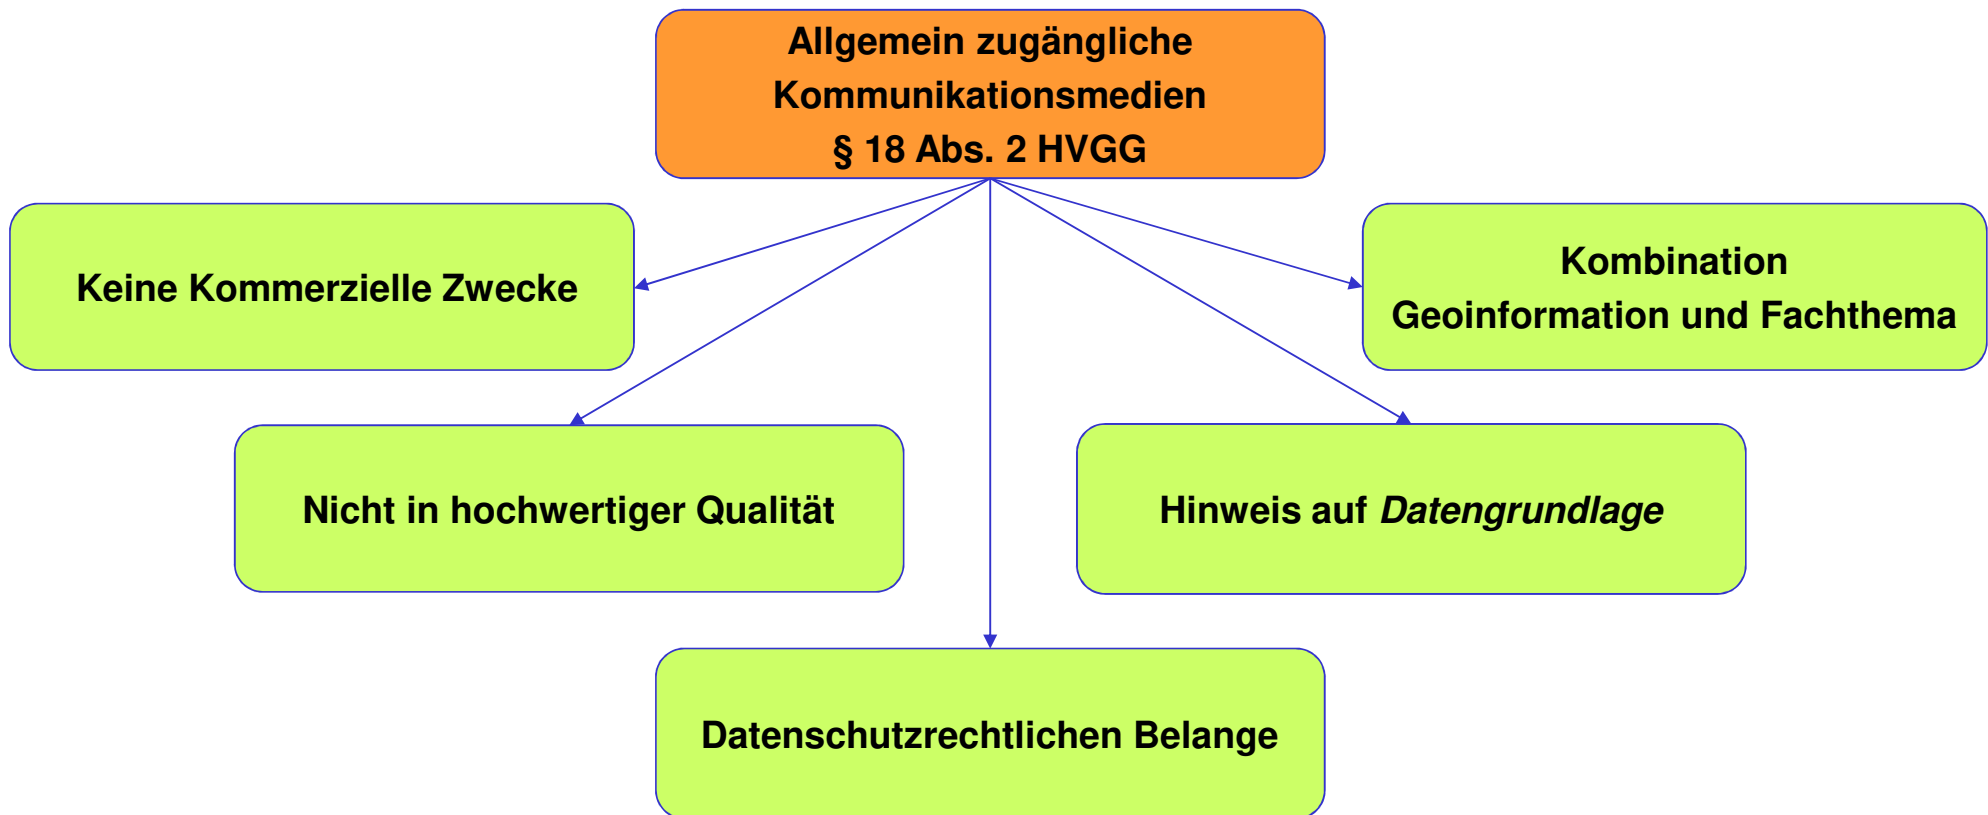 Allgemein zugängliche
Kommunikationsmedien
§ 18 Abs. 2 HVGG
Keine Kommerzielle Zwecke
Kombination
Geoinformation und Fachthema
Nicht in hochwertiger Qualität
Hinweis auf Datengrundlage
Datenschutzrechtlichen Belange